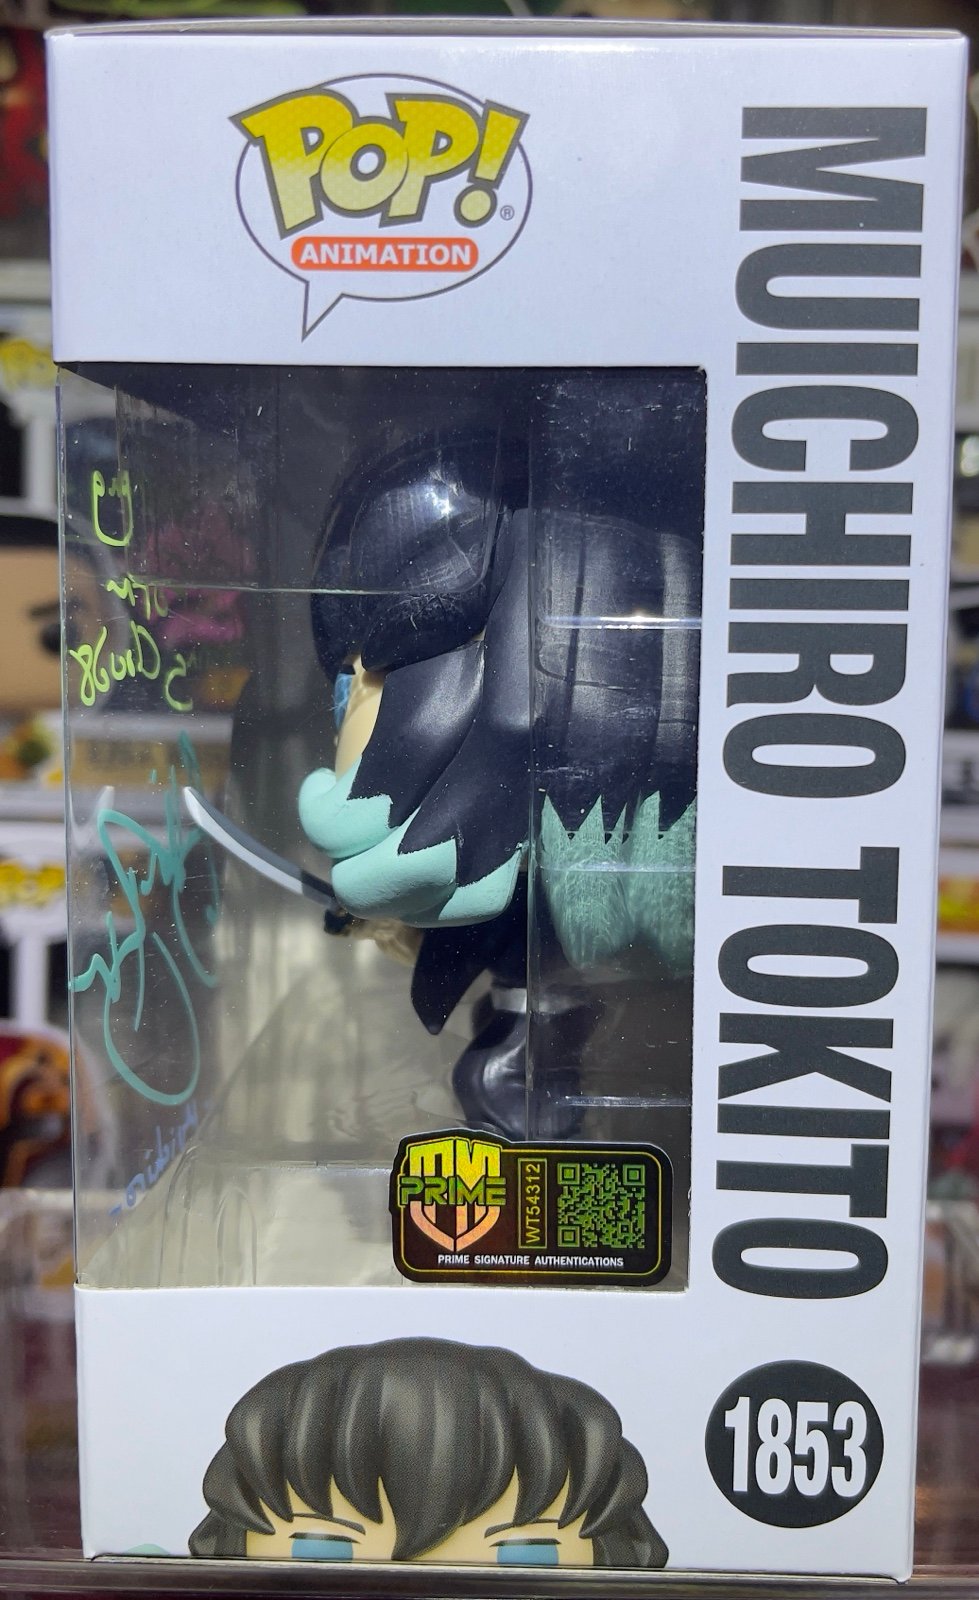 POP!®
ANIMATION
MUICHIRO TOKITO
1853
PRIME
WT54312
PRIME SIGNATURE AUTHENTICATIONS